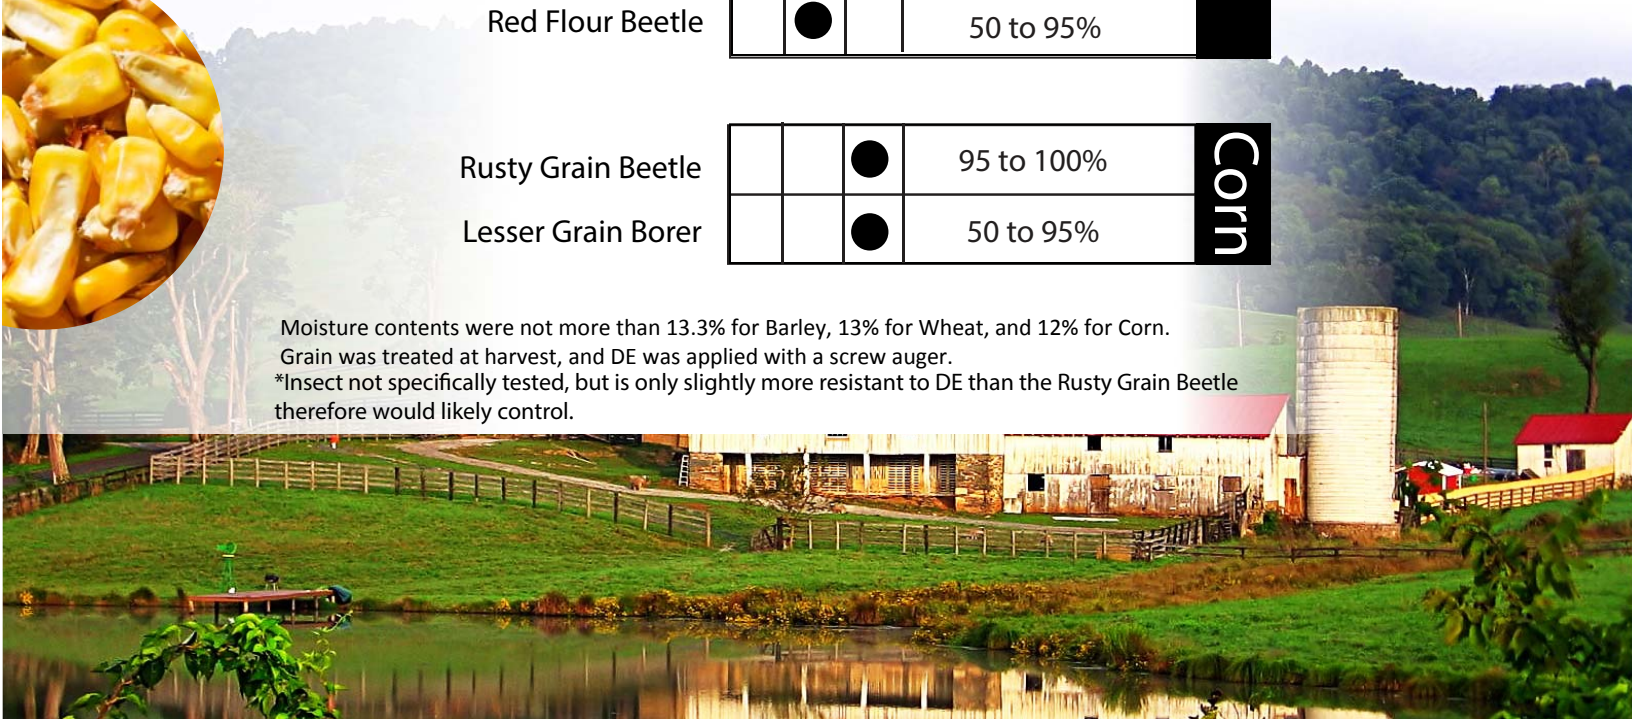 Red Flour Beetle 50 to 95%
Rusty Grain Beetle 95 to 100%
Corn
Lesser Grain Borer 50 to 95%
Moisture contents were not more than 13.3% for Barley, 13% for Wheat, and 12% for Corn.
Grain was treated at harvest, and DE was applied with a screw auger.
*Insect not specifically tested, but is only slightly more resistant to DE than the Rusty Grain Beetle
therefore would likely control.